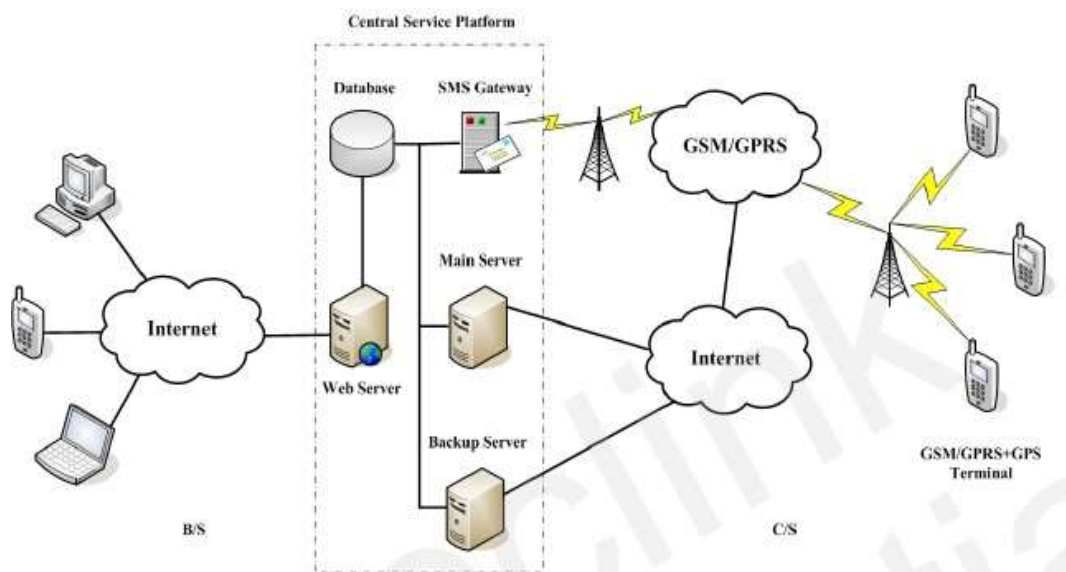 Central Service Platform
Database
SMS Gateway
GSM/GPRS
Main Server
Internet
Internet
Web Server
Backup Server
GSM/GPRS+GPS
Terminal
B/S
C/S